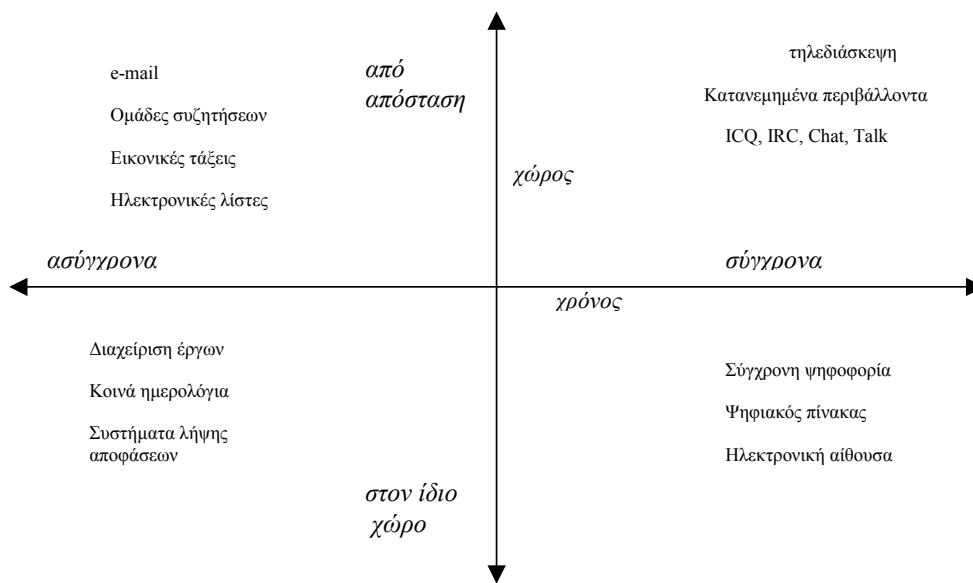 e-mail
Ομάδες συζητήσεων
Εικονικές τάξεις
Ηλεκτρονικές λίστες
από
απόσταση
τηλεδιάσκεψη
Κατανεμημένα περιβάλλοντα
ICQ, IRC, Chat, Talk
χώρος
ασύγχρονα
σύγχρονα
χρόνος
Διαχείριση έργων
Κοινά ημερολόγια
Συστήματα λήψης
αποφάσεων
στον ίδιο
χώρο
Σύγχρονη ψηφοφορία
Ψηφιακός πίνακας
Ηλεκτρονική αίθουσα